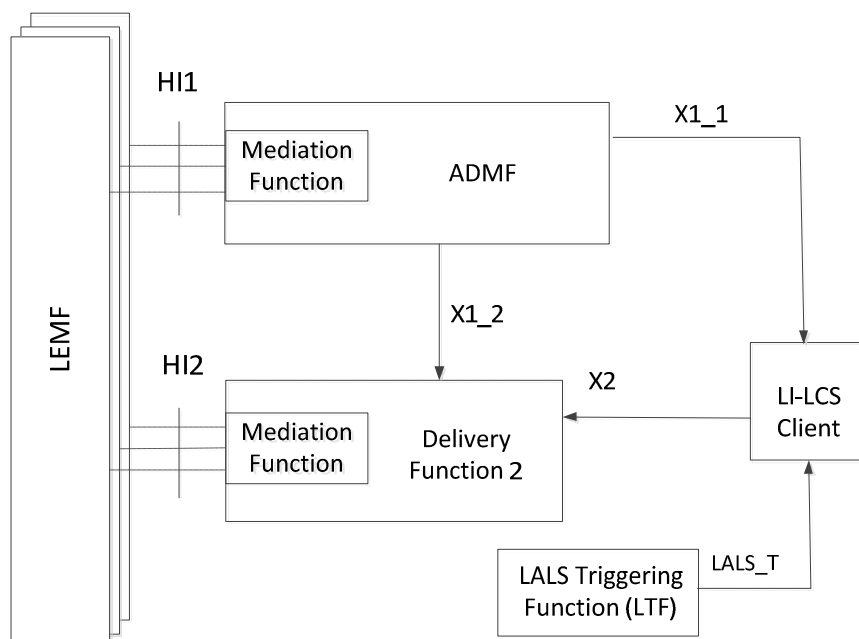 HI1
X1_1
Mediation
Function
ADMF
LEMF
X1_2
HI2
X2
LI-LCS
Client
Mediation
Function
Delivery
Function 2
LALS Triggering
Function (LTF)
LALS_T